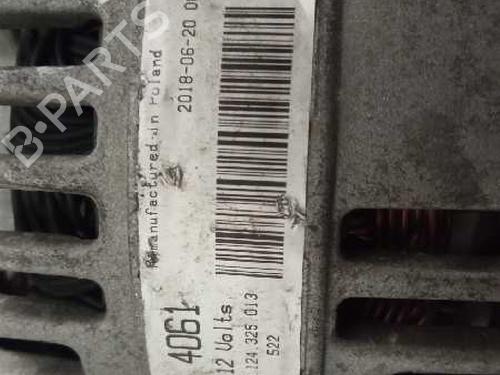 B-PARTS
Remanufactured in Poland
2018-06-20
4061
12 Volts
124.325.013
522